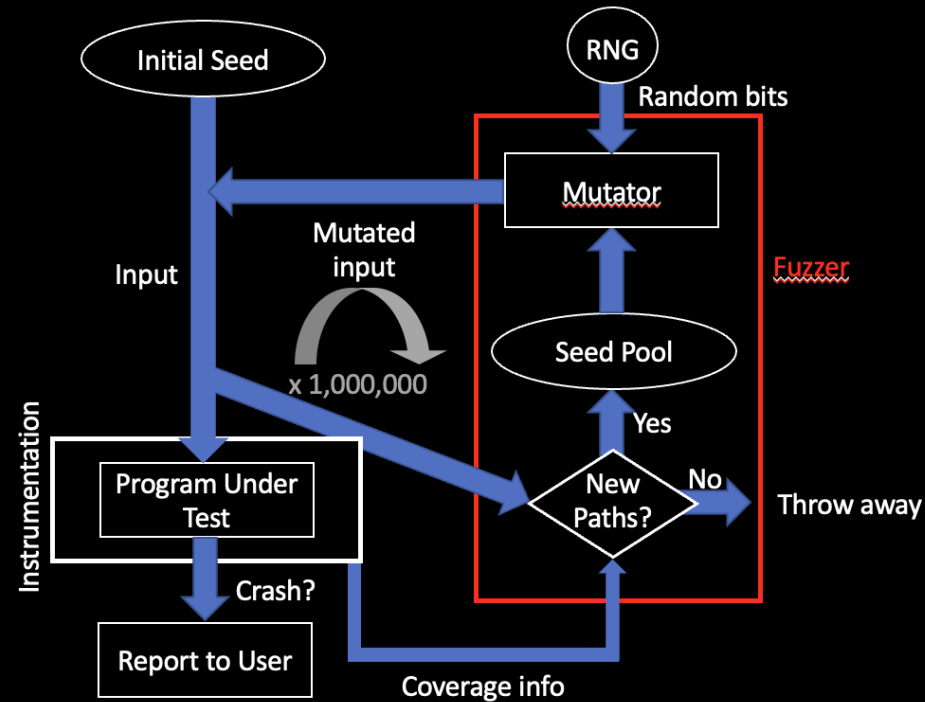 Initial Seed
RNG
Random bits
Mutator
Mutated
input
Input
Fuzzer
x 1,000,000
Seed Pool
Yes
Instrumentation
Program Under
Test
New
Paths?
No
Throw away
Crash?
Report to User
Coverage info